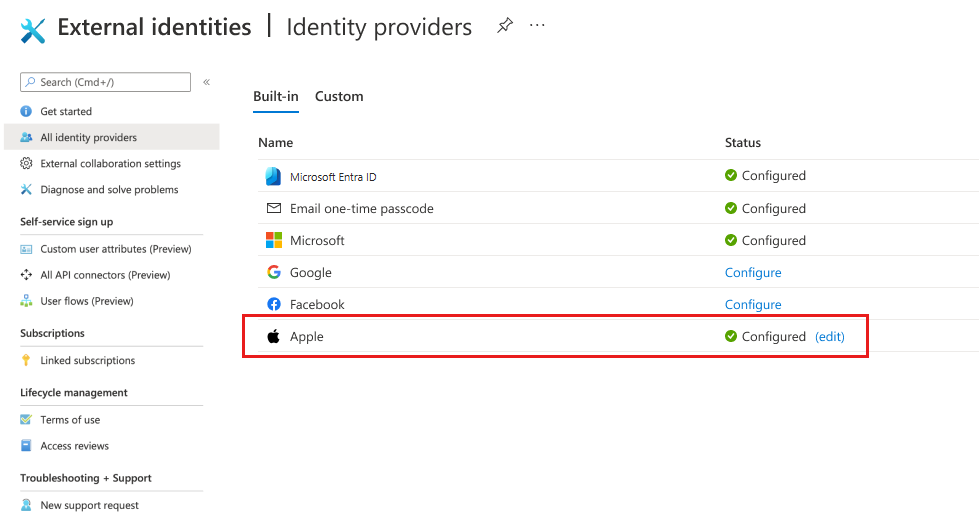 External identities | Identity providers
Search (Cmd+/)
Get started
All identity providers
External collaboration settings
Diagnose and solve problems
Self-service sign up
Custom user attributes (Preview)
All API connectors (Preview)
User flows (Preview)
Subscriptions
Linked subscriptions
Lifecycle management
Terms of use
Access reviews
Troubleshooting + Support
New support request
Built-in Custom
Name Status
Microsoft Entra ID Configured
Email one-time passcode Configured
Microsoft Configured
Google Configure
Facebook Configure
Apple Configured (edit)